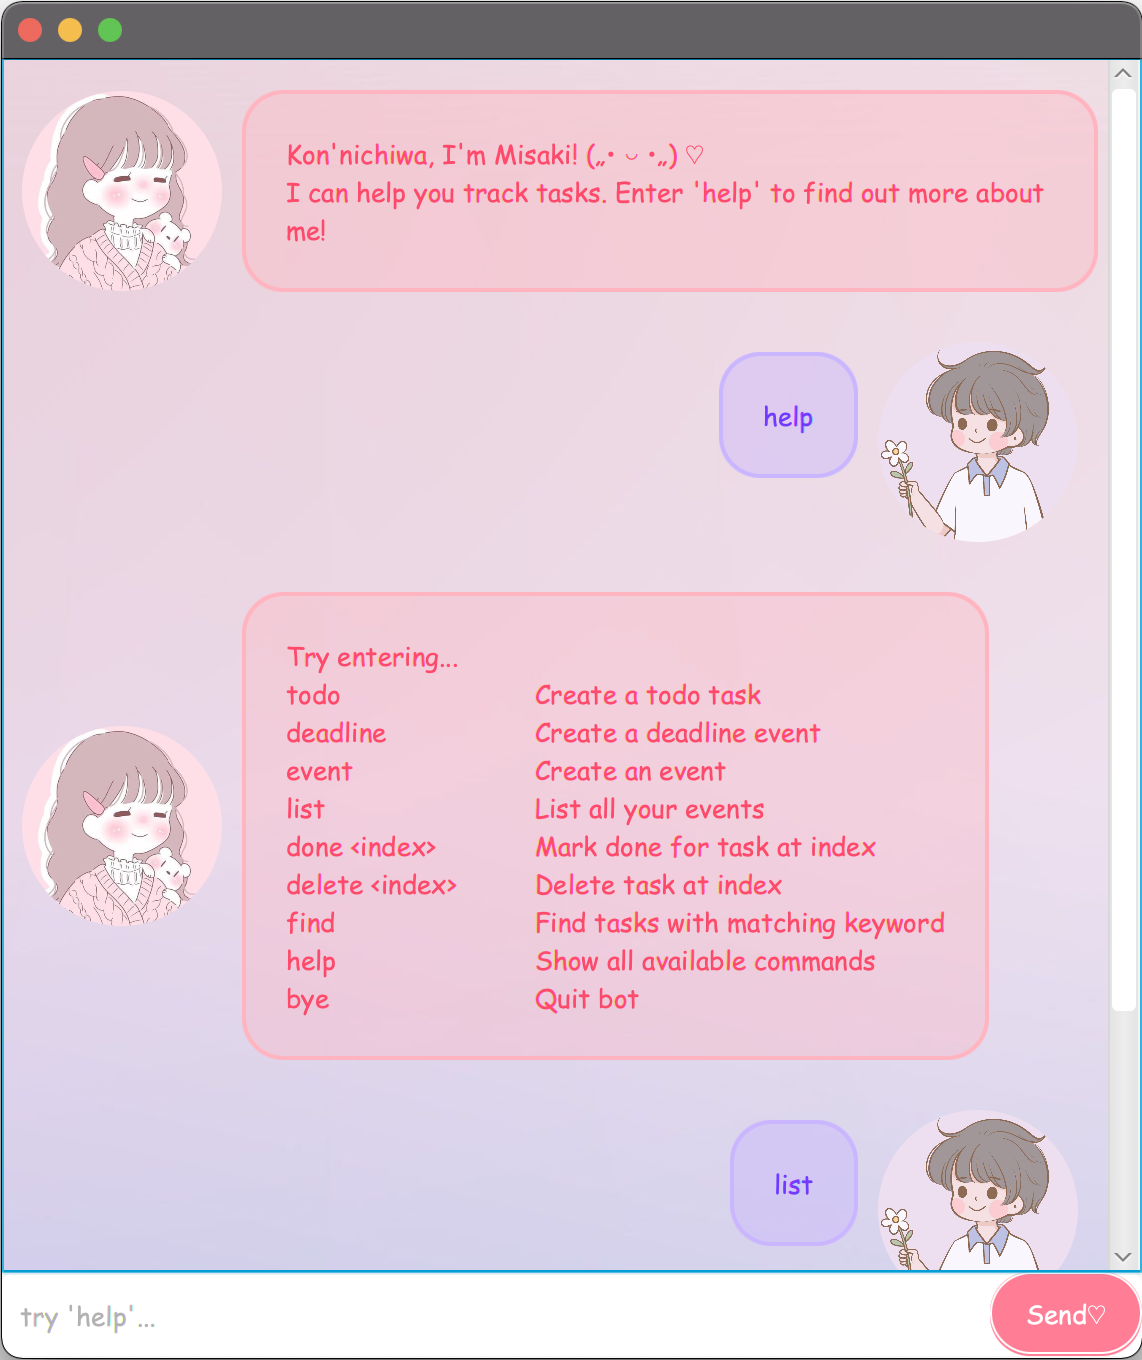 Kon'nichiwa, I'm Misaki! („• ᴗ •„) ♡
I can help you track tasks. Enter 'help' to find out more about
me!
help
Try entering...
todo Create a todo task
deadline Create a deadline event
event Create an event
list List all your events
done <index> Mark done for task at index
delete <index> Delete task at index
find Find tasks with matching keyword
help Show all available commands
bye Quit bot
list
try 'help'...
Send♡